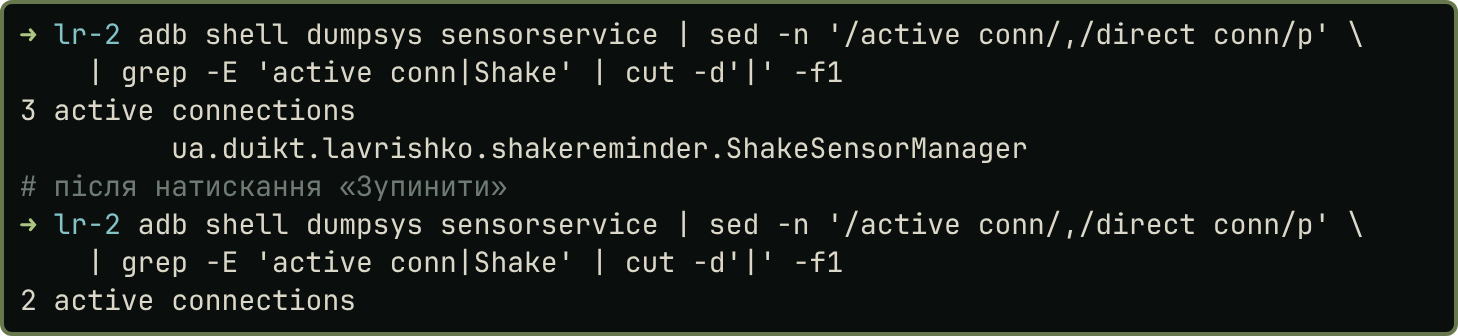 → lr-2 adb shell dumpsys sensorservice | sed -n '/active conn/,/direct conn/p' \
    | grep -E 'active conn|Shake' | cut -d'|' -f1
3 active connections
         ua.duikt.lavrishko.shakereminder.ShakeSensorManager
# після натискання «Зупинити»
→ lr-2 adb shell dumpsys sensorservice | sed -n '/active conn/,/direct conn/p' \
    | grep -E 'active conn|Shake' | cut -d'|' -f1
2 active connections